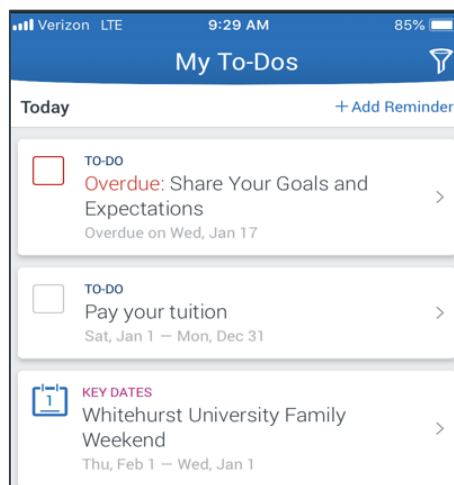 Verizon LTE 9:29 AM 85%
My To-Dos
Today + Add Reminder
TO-DO
Overdue: Share Your Goals and
Expectations
Overdue on Wed, Jan 17
TO-DO
Pay your tuition
Sat, Jan 1 — Mon, Dec 31
1
KEY DATES
Whitehurst University Family
Weekend
Thu, Feb 1 — Wed, Jan 1